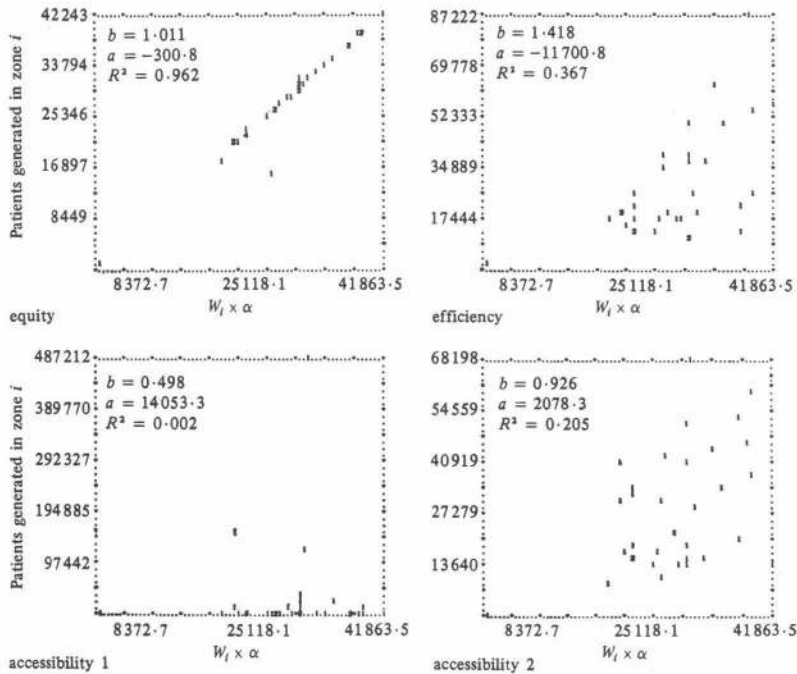 42243
b = 1·011
a = −300·8
R² = 0·962
33794
25346
16897
8449
Patients generated in zone i
8372·7
25118·1
41863·5
Wᵢ × α
equity
87222
b = 1·418
a = −11700·8
R² = 0·367
69778
52333
34889
17444
8372·7
25118·1
41863·5
Wᵢ × α
efficiency
487212
b = 0·498
a = 14053·3
R² = 0·002
389770
292327
194885
97442
Patients generated in zone i
8372·7
25118·1
41863·5
Wᵢ × α
accessibility 1
68198
b = 0·926
a = 2078·3
R² = 0·205
54559
40919
27279
13640
8372·7
25118·1
41863·5
Wᵢ × α
accessibility 2